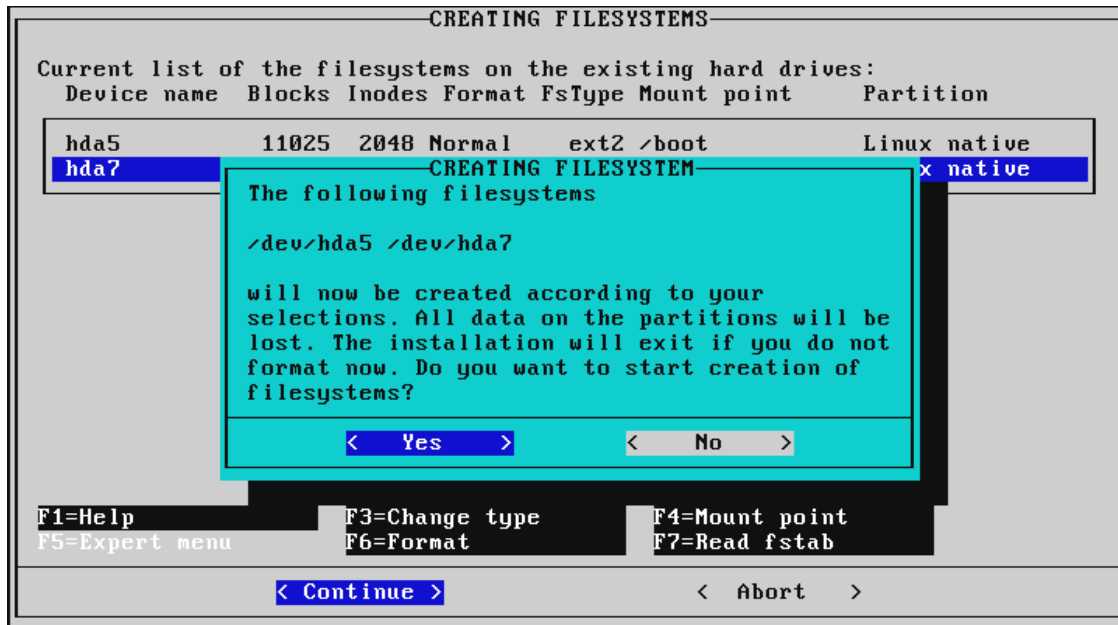 CREATING FILESYSTEMS
Current list of the filesystems on the existing hard drives:
Device name Blocks Inodes Format FsType Mount point Partition
hda5 11025 2048 Normal ext2 /boot Linux native
hda7 x native
CREATING FILESYSTEM
The following filesystems
/dev/hda5 /dev/hda7
will now be created according to your
selections. All data on the partitions will be
lost. The installation will exit if you do not
format now. Do you want to start creation of
filesystems?
< Yes > < No >
F1=Help F3=Change type F4=Mount point
F5=Expert menu F6=Format F7=Read fstab
< Continue > < Abort >